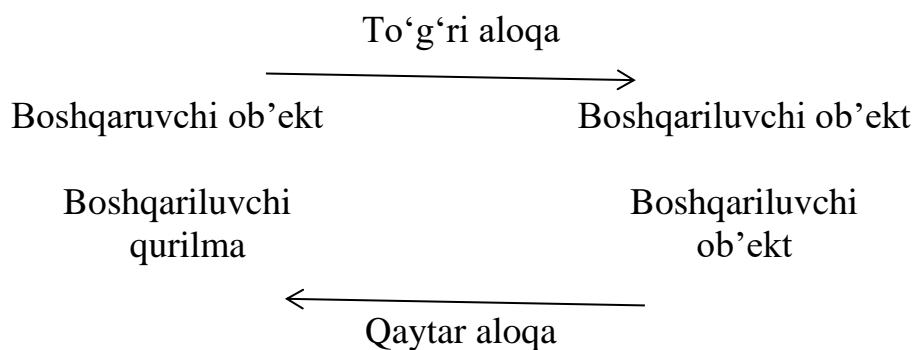 To‘g‘ri aloqa
Boshqaruvchi ob’ekt Boshqariluvchi ob’ekt
Boshqariluvchi qurilma
Boshqariluvchi ob’ekt
Qaytar aloqa